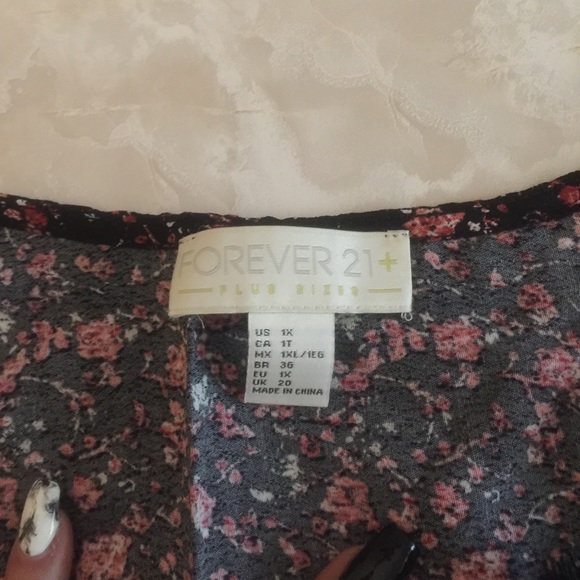 FOREVER 21+
PLUS SIZES
US 1X
CA 1T
MX 1XE/1EG
BR 36
EU 1X
UK 20
MADE IN CHINA